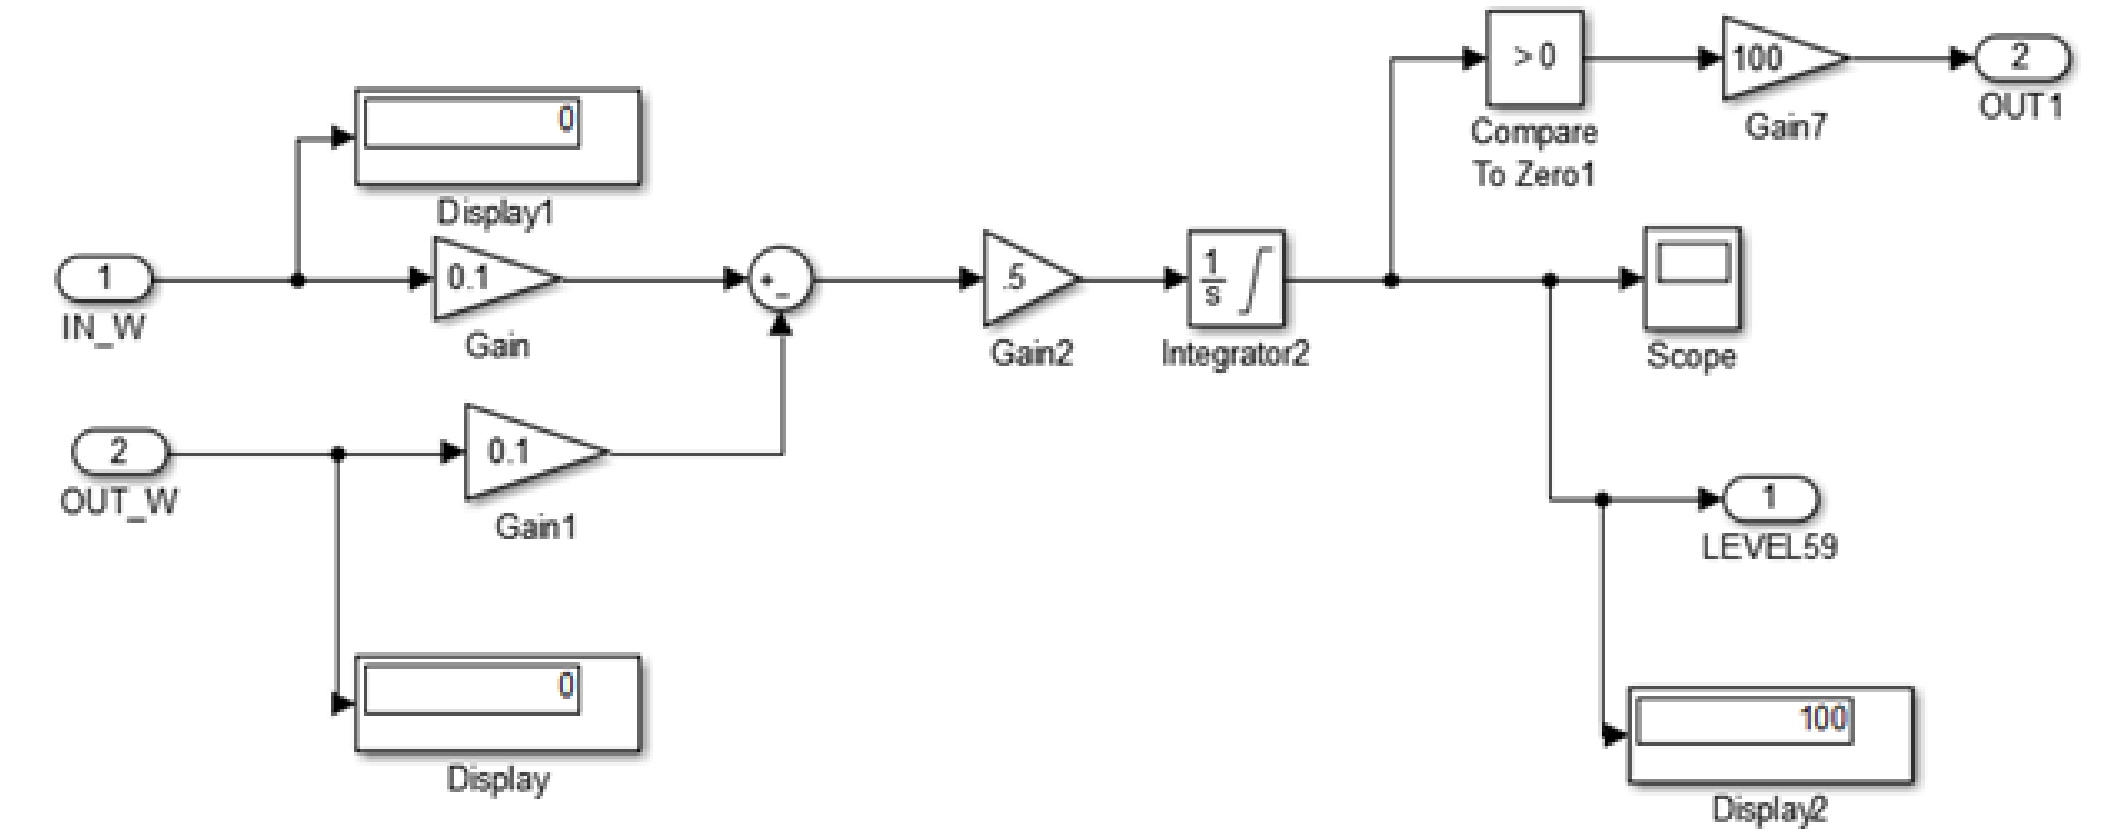 > 0
100
2
OUT1
Compare
To Zero1
Gain7
0
Display1
1
IN_W
0.1
Gain
+
-
.5
Gain2
1
s
Integrator2
Scope
2
OUT_W
0.1
Gain1
1
LEVEL59
0
Display
100
Display2